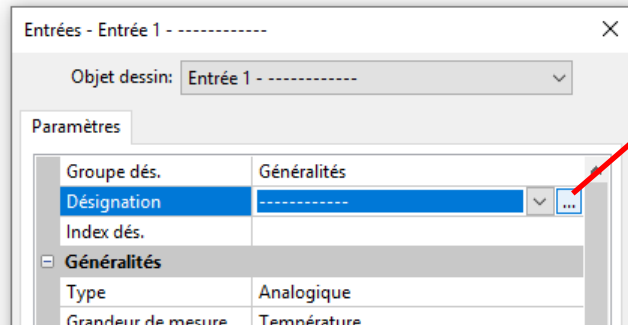 Entrées - Entrée 1 - ------------
Objet dessin: Entrée 1 - ------------
Paramètres
Groupe dés. Généralités
Désignation ------------ ...
Index dés.
Généralités
Type Analogique
Grandeur de mesure Température